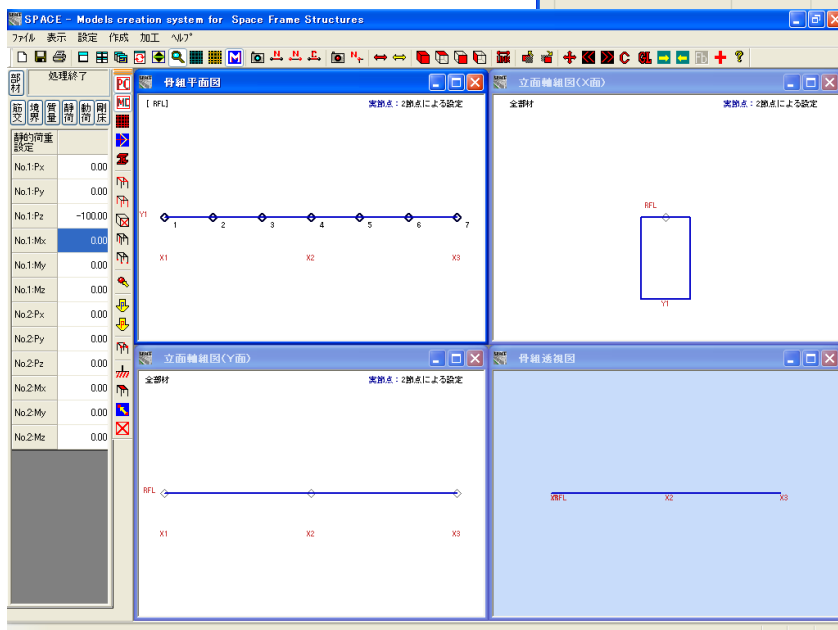 SPACE - Models creation system for Space Frame Structures
ファイル 表示 設定 作成 加工 ヘルプ
部材 処理終了
筋交 境界 質量 静荷 動荷 剛床
静的荷重設定
No.1:Px 0.00
No.1:Py 0.00
No.1:Pz -100.00
No.1:Mx 0.00
No.1:My 0.00
No.1:Mz 0.00
No.2:Px 0.00
No.2:Py 0.00
No.2:Pz 0.00
No.2:Mx 0.00
No.2:My 0.00
No.2:Mz 0.00
PC
MC
骨組平面図
[ RFL] 実節点：2節点による設定
Y1
1 2 3 4 5 6 7
X1 X2 X3
立面軸組図(X面)
全部材 実節点：2節点による設定
RFL
Y1
立面軸組図(Y面)
全部材 実節点：2節点による設定
RFL
X1 X2 X3
骨組透視図
X2 X3